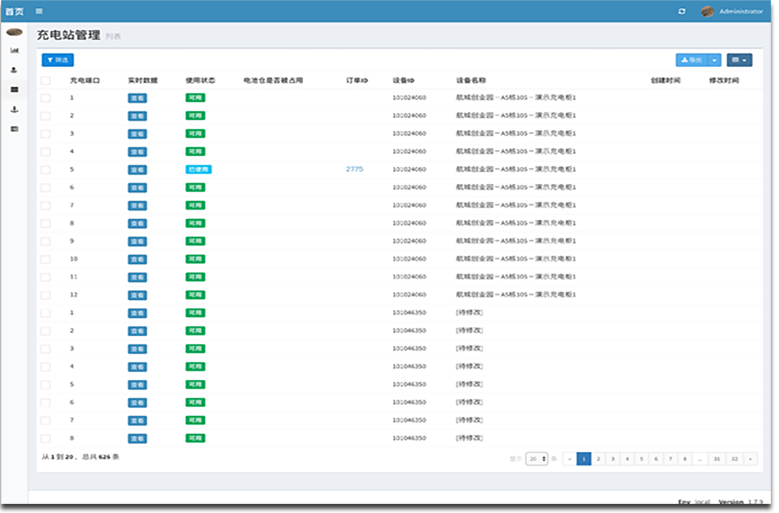 首页 Administrator
充电站管理 列表
筛选 导出
充电端口 实时数据 使用状态 电池仓是否被占用 订单ID 设备ID 设备名称 创建时间 修改时间
1 查看 可用 101024060 航城创业园-A5栋105-演示充电柜1
2 查看 可用 101024060 航城创业园-A5栋105-演示充电柜1
3 查看 可用 101024060 航城创业园-A5栋105-演示充电柜1
4 查看 可用 101024060 航城创业园-A5栋105-演示充电柜1
5 查看 已使用 2775 101024060 航城创业园-A5栋105-演示充电柜1
6 查看 可用 101024060 航城创业园-A5栋105-演示充电柜1
7 查看 可用 101024060 航城创业园-A5栋105-演示充电柜1
8 查看 可用 101024060 航城创业园-A5栋105-演示充电柜1
9 查看 可用 101024060 航城创业园-A5栋105-演示充电柜1
10 查看 可用 101024060 航城创业园-A5栋105-演示充电柜1
11 查看 可用 101024060 航城创业园-A5栋105-演示充电柜1
12 查看 可用 101024060 航城创业园-A5栋105-演示充电柜1
1 查看 可用 101046350 [待修改]
2 查看 可用 101046350 [待修改]
3 查看 可用 101046350 [待修改]
4 查看 可用 101046350 [待修改]
5 查看 可用 101046350 [待修改]
6 查看 可用 101046350 [待修改]
7 查看 可用 101046350 [待修改]
8 查看 可用 101046350 [待修改]
从 1 到 20 ，总共 626 条 显示 20 条 « 1 2 3 4 5 6 7 8 ... 31 32 »
Env local Version 1.7.9